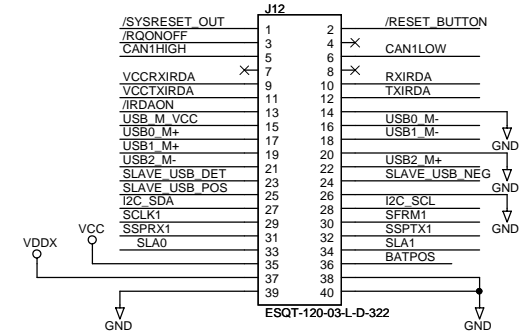 J12
/SYSRESET_OUT 1 2 /RESET_BUTTON
/RQONOFF 3 4
CAN1HIGH 5 6 CAN1LOW
7 8
VCCRXIRDA 9 10 RXIRDA
VCCTXIRDA 11 12 TXIRDA
/IRDAON 13 14
USB_M_VCC 15 16 USB0_M-
USB0_M+ 17 18 USB1_M-
GND
USB1_M+ 19 20
USB2_M- 21 22 USB2_M+
SLAVE_USB_DET 23 24 SLAVE_USB_NEG
GND
SLAVE_USB_POS 25 26
I2C_SDA 27 28 I2C_SCL
SCLK1 29 30 SFRM1
GND
SSPRX1 31 32 SSPTX1
VCC
VDDX
SLA0 33 34 SLA1
35 36 BATPOS
37 38
39 40
ESQT-120-03-L-D-322
GND GND